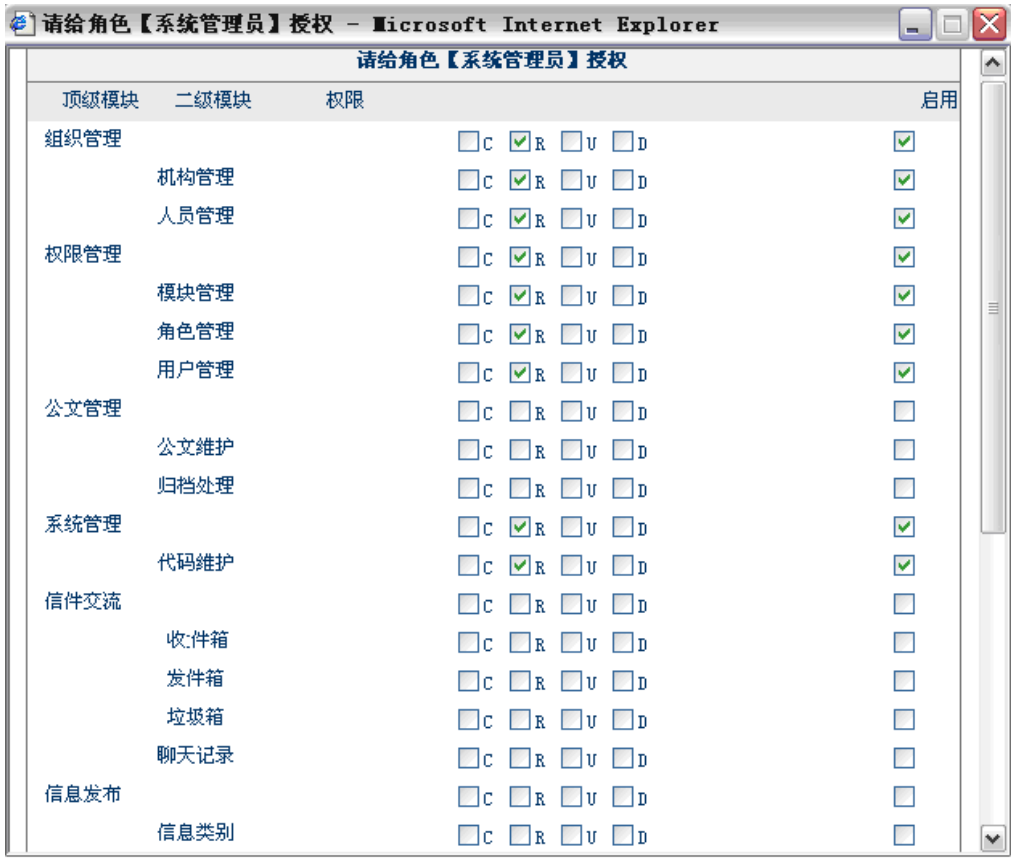 请给角色【系统管理员】授权 - Microsoft Internet Explorer
请给角色【系统管理员】授权
顶级模块 二级模块 权限 启用
组织管理 C R U D
机构管理 C R U D
人员管理 C R U D
权限管理 C R U D
模块管理 C R U D
角色管理 C R U D
用户管理 C R U D
公文管理 C R U D
公文维护 C R U D
归档处理 C R U D
系统管理 C R U D
代码维护 C R U D
信件交流 C R U D
收件箱 C R U D
发件箱 C R U D
垃圾箱 C R U D
聊天记录 C R U D
信息发布 C R U D
信息类别 C R U D